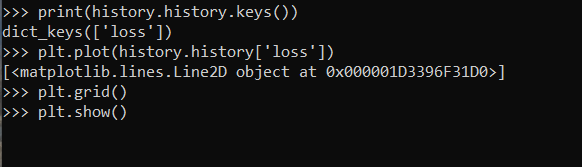 >>> print(history.history.keys())
dict_keys(['loss'])
>>> plt.plot(history.history['loss'])
[<matplotlib.lines.Line2D object at 0x000001D3396F31D0>]
>>> plt.grid()
>>> plt.show()